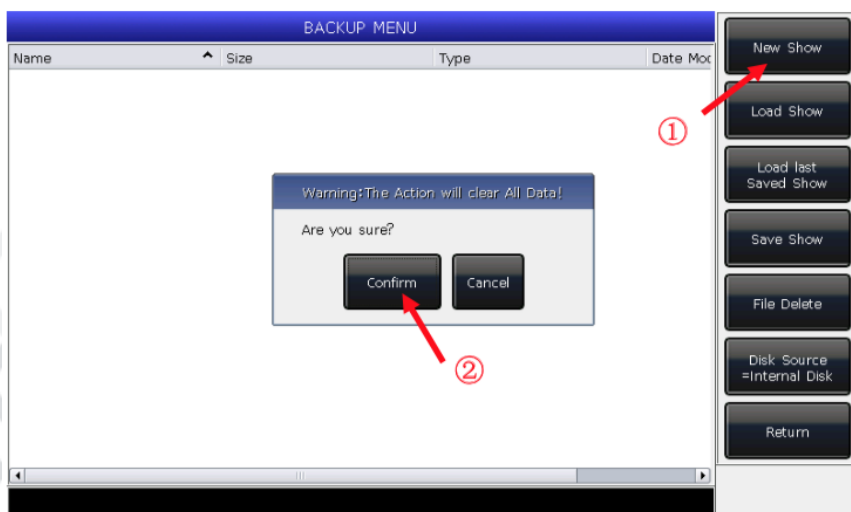 BACKUP MENU
Name Size Type Date Mod
New Show
①
Load Show
Load last
Saved Show
Warning:The Action will clear All Data!
Are you sure?
Confirm Cancel
②
Save Show
File Delete
Disk Source
=Internal Disk
Return